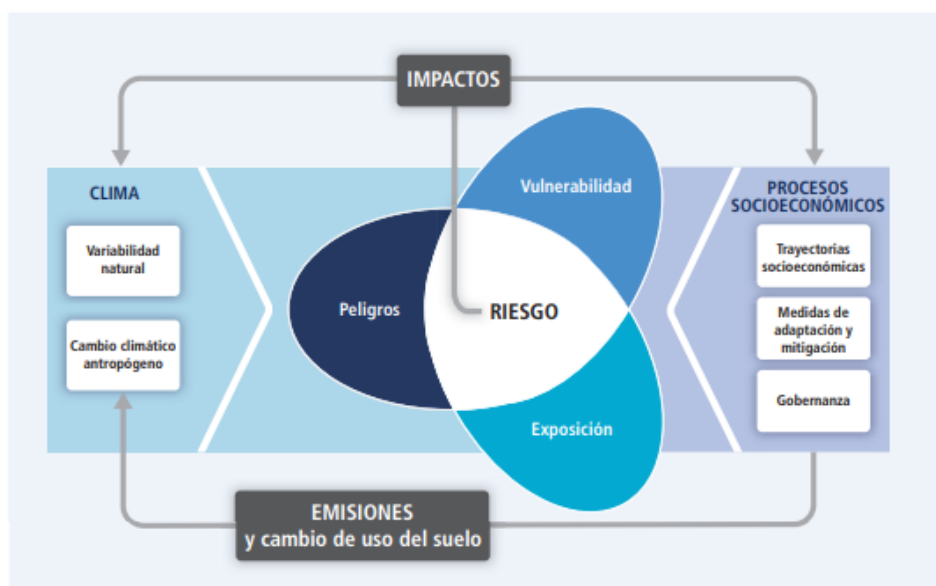 IMPACTOS
CLIMA
Variabilidad
natural
Cambio climático
antropógeno
Vulnerabilidad
Peligros
RIESGO
Exposición
PROCESOS
SOCIOECONÓMICOS
Trayectorias
socioeconómicas
Medidas de
adaptación y
mitigación
Gobernanza
EMISIONES
y cambio de uso del suelo